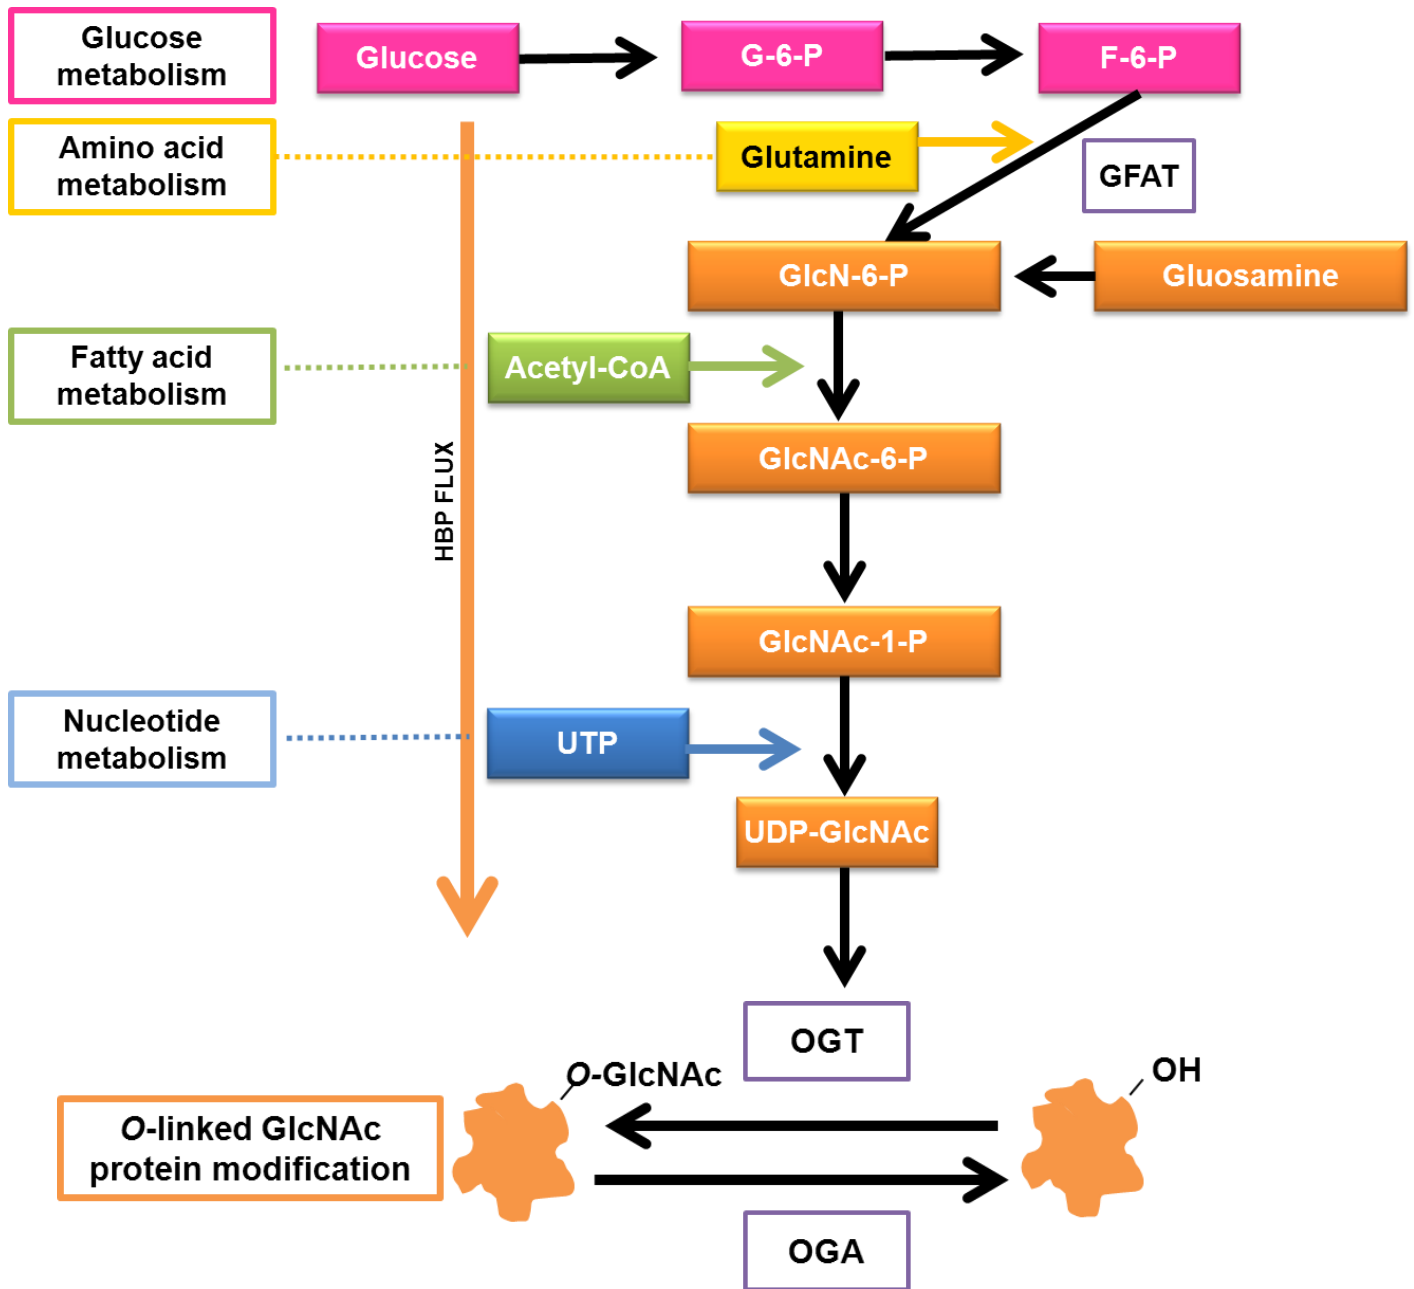 Glucose
metabolism
Glucose
G-6-P
F-6-P
Amino acid
metabolism
Glutamine
GFAT
GlcN-6-P
Gluosamine
Fatty acid
metabolism
Acetyl-CoA
GlcNAc-6-P
HBP FLUX
GlcNAc-1-P
Nucleotide
metabolism
UTP
UDP-GlcNAc
OGT
O-GlcNAc
OH
O-linked GlcNAc
protein modification
OGA